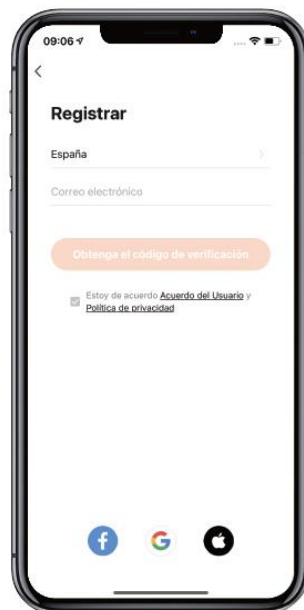 09:06
Registrar
España
Correo electrónico
Obtenga el código de verificación
Estoy de acuerdo Acuerdo del Usuario y
Política de privacidad